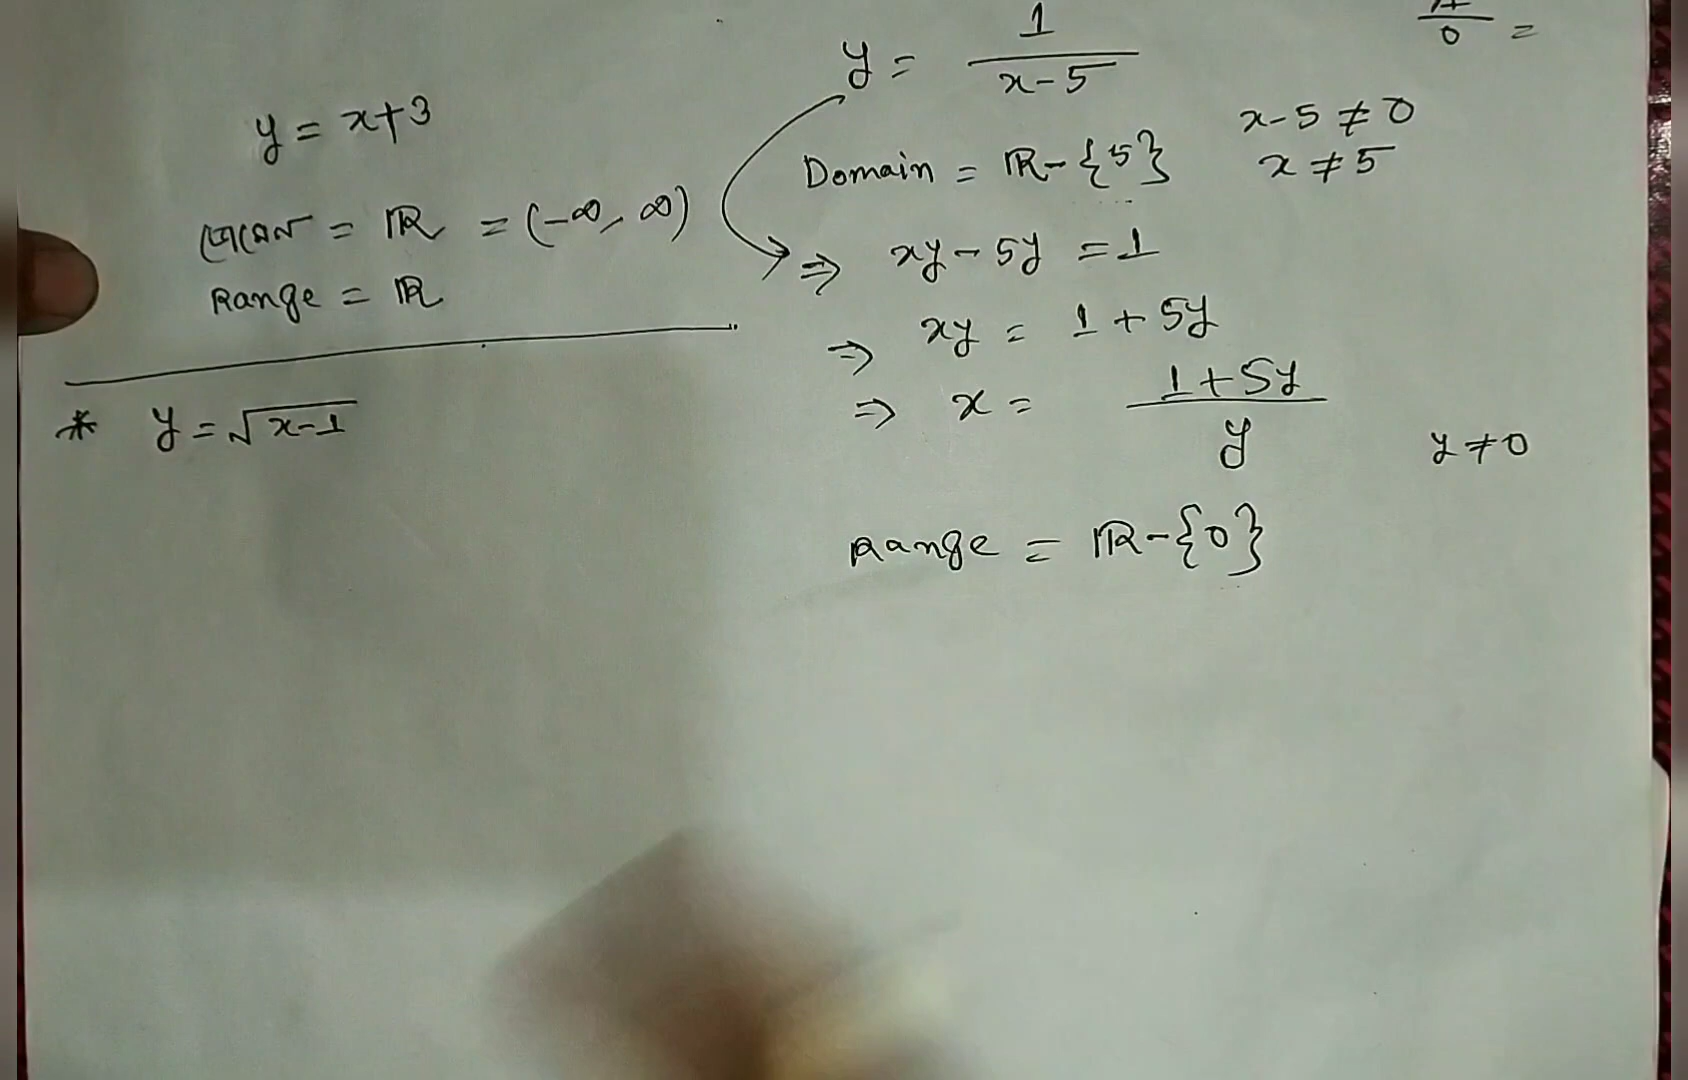 y = x+3
ডোমেন = ℝ = (-∞, ∞)
Range = ℝ
* y = √x-1
y = 1/x-5
Domain = ℝ-{5}
x-5 ≠ 0
x ≠ 5
⇒ xy - 5y = 1
⇒ xy = 1 + 5y
⇒ x = 1+5y/y
y ≠ 0
Range = ℝ-{0}